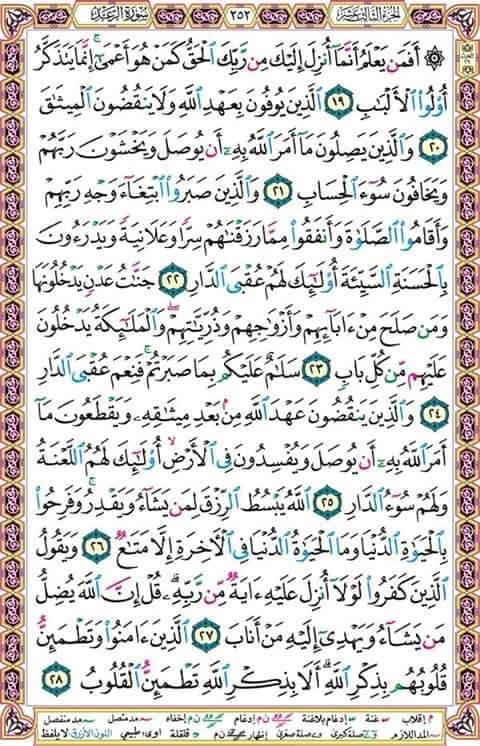 الجزء الثالث عشر ٢٥٢ سورة الرعد
۞ أَفَمَن يَعْلَمُ أَنَّمَآ أُنزِلَ إِلَيْكَ مِن رَّبِّكَ ٱلْحَقُّ كَمَنْ هُوَ أَعْمَىٰٓ ۚ إِنَّمَا يَتَذَكَّرُ
أُو۟لُوا۟ ٱلْأَلْبَٰبِ ١٩ ٱلَّذِينَ يُوفُونَ بِعَهْدِ ٱللَّهِ وَلَا يَنقُضُونَ ٱلْمِيثَٰقَ
٢٠ وَٱلَّذِينَ يَصِلُونَ مَآ أَمَرَ ٱللَّهُ بِهِۦٓ أَن يُوصَلَ وَيَخْشَوْنَ رَبَّهُمْ
وَيَخَافُونَ سُوٓءَ ٱلْحِسَابِ ٢١ وَٱلَّذِينَ صَبَرُوا۟ ٱبْتِغَآءَ وَجْهِ رَبِّهِمْ
وَأَقَامُوا۟ ٱلصَّلَوٰةَ وَأَنفَقُوا۟ مِمَّا رَزَقْنَٰهُمْ سِرًّا وَعَلَانِيَةً وَيَدْرَءُونَ
بِٱلْحَسَنَةِ ٱلسَّيِّئَةَ أُو۟لَٰٓئِكَ لَهُمْ عُقْبَى ٱلدَّارِ ٢٢ جَنَّٰتُ عَدْنٍ يَدْخُلُونَهَا
وَمَن صَلَحَ مِنْ ءَابَآئِهِمْ وَأَزْوَٰجِهِمْ وَذُرِّيَّٰتِهِمْ ۖ وَٱلْمَلَٰٓئِكَةُ يَدْخُلُونَ
عَلَيْهِم مِّن كُلِّ بَابٍ ٢٣ سَلَٰمٌ عَلَيْكُم بِمَا صَبَرْتُمْ ۚ فَنِعْمَ عُقْبَى ٱلدَّارِ
٢٤ وَٱلَّذِينَ يَنقُضُونَ عَهْدَ ٱللَّهِ مِنۢ بَعْدِ مِيثَٰقِهِۦ وَيَقْطَعُونَ مَآ
أَمَرَ ٱللَّهُ بِهِۦٓ أَن يُوصَلَ وَيُفْسِدُونَ فِى ٱلْأَرْضِ ۙ أُو۟لَٰٓئِكَ لَهُمُ ٱللَّعْنَةُ
وَلَهُمْ سُوٓءُ ٱلدَّارِ ٢٥ ٱللَّهُ يَبْسُطُ ٱلرِّزْقَ لِمَن يَشَآءُ وَيَقْدِرُ ۚ وَفَرِحُوا۟
بِٱلْحَيَوٰةِ ٱلدُّنْيَا وَمَا ٱلْحَيَوٰةُ ٱلدُّنْيَا فِى ٱلْأَخِرَةِ إِلَّا مَتَٰعٌ ٢٦ وَيَقُولُ
ٱلَّذِينَ كَفَرُوا۟ لَوْلَآ أُنزِلَ عَلَيْهِ ءَايَةٌ مِّن رَّبِّهِۦ ۗ قُلْ إِنَّ ٱللَّهَ يُضِلُّ
مَن يَشَآءُ وَيَهْدِىٓ إِلَيْهِ مَنْ أَنَابَ ٢٧ ٱلَّذِينَ ءَامَنُوا۟ وَتَطْمَئِنُّ
قُلُوبُهُم بِذِكْرِ ٱللَّهِ ۗ أَلَا بِذِكْرِ ٱللَّهِ تَطْمَئِنُّ ٱلْقُلُوبُ ٢٨
م إقلاب غنة إدغام بلاغنة إدغام ن م إخفاء مد متصل مد منفصل
المد اللازم صلة كبرى صلة صغرى إظهار ن م قلقلة اوى: طبيعي اللون الأزرق: لا يلفظ